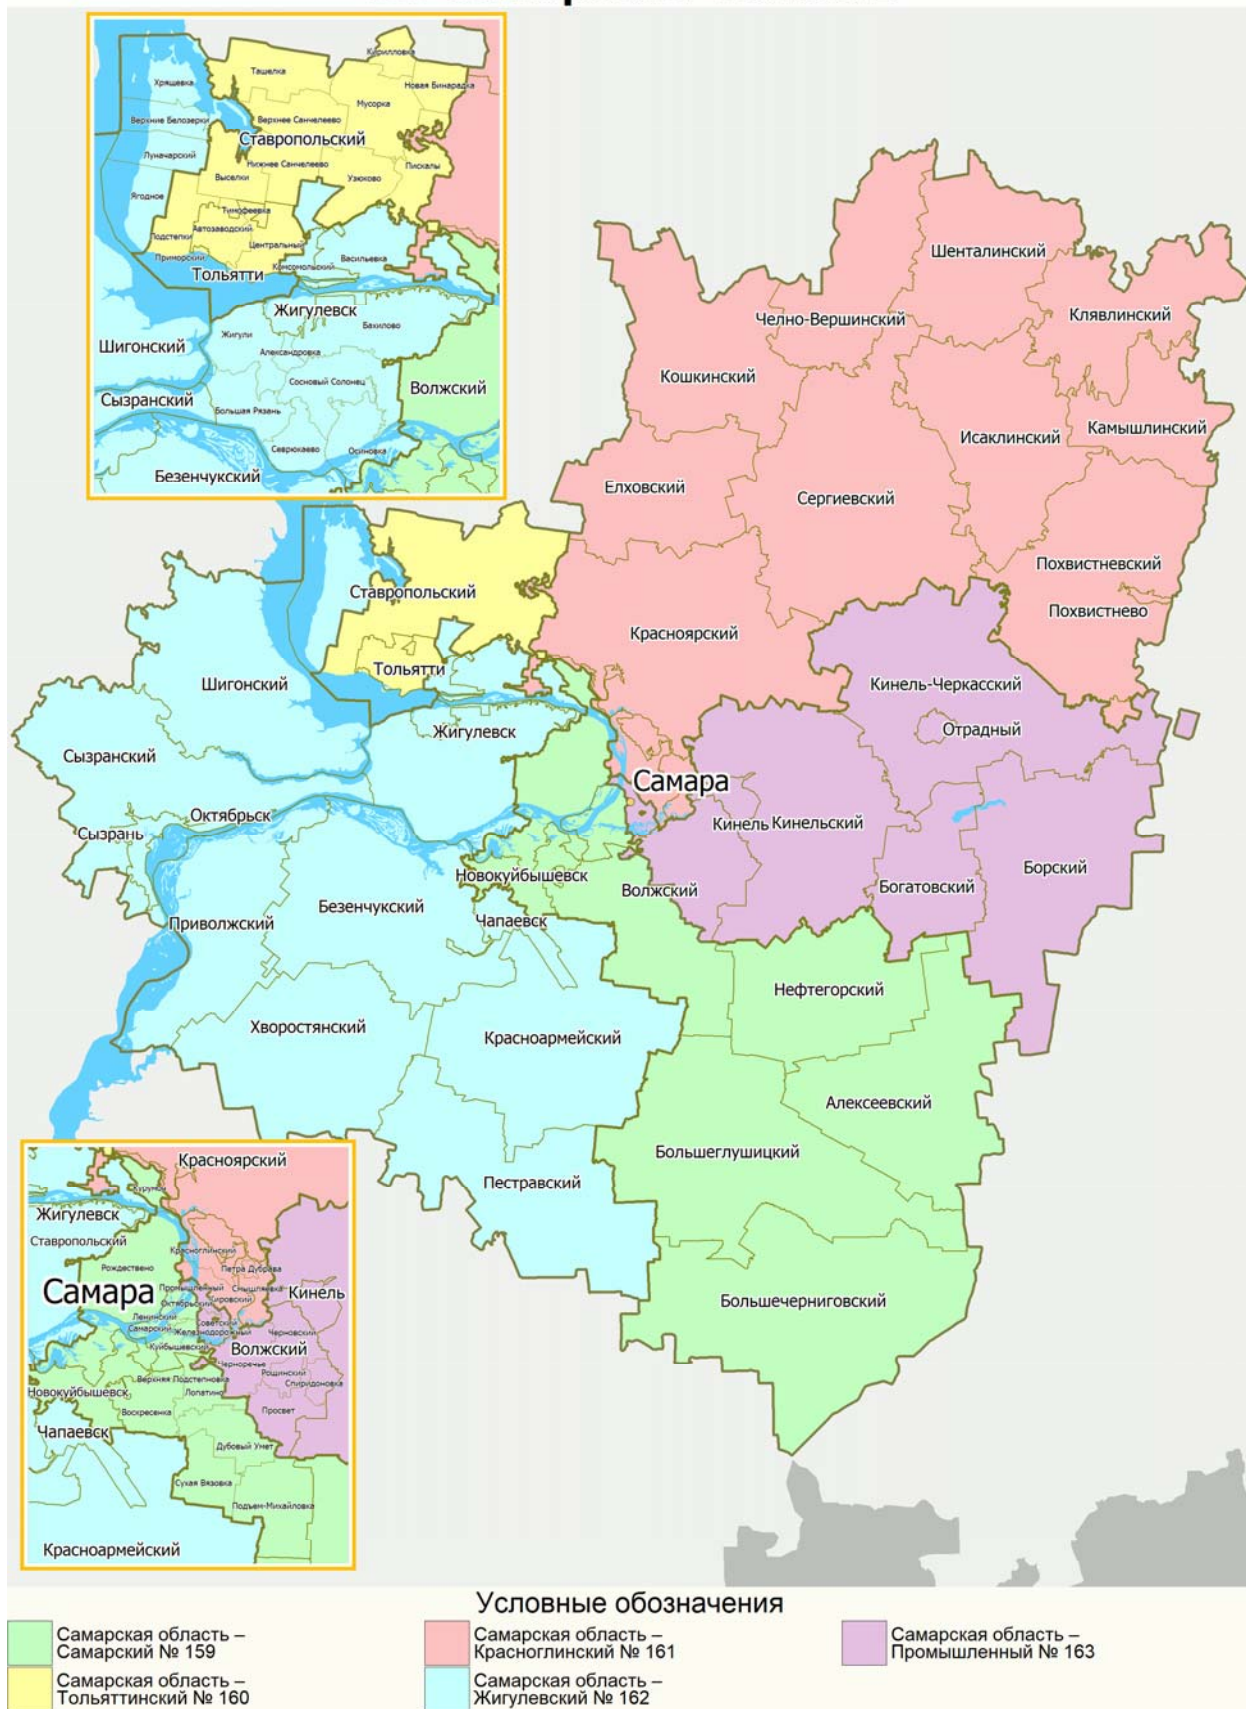 Ташелка
Кирилловка
Хрящевка
Новая Бинарадка
Мусорка
Верхние Белозерки
Верхнее Санчелеево
Ставропольский
Луначарский
Нижнее Санчелеево
Пискалы
Выселки
Узюково
Ягодное
Тимофеевка
Автозаводский
Подстепки
Центральный
Приморский
Васильевка
Комсомольский
Тольятти
Жигулевск
Бахилово
Жигули
Шигонский
Александровка
Сосновый Солонец
Волжский
Сызранский
Большая Рязань
Севрюкаево
Осиновка
Безенчукский
Шенталинский
Клявлинский
Челно-Вершинский
Кошкинский
Камышлинский
Исаклинский
Елховский
Сергиевский
Похвистневский
Похвистнево
Ставропольский
Красноярский
Тольятти
Шигонский
Кинель-Черкасский
Отрадный
Жигулевск
Сызранский
Самара
Октябрьск
Сызрань
Кинель
Кинельский
Новокуйбышевск
Волжский
Богатовский
Борский
Безенчукский
Чапаевск
Приволжский
Нефтегорский
Хворостянский
Красноармейский
Алексеевский
Большеглушицкий
Пестравский
Большечерниговский
Красноярский
Курумоч
Жигулевск
Ставропольский
Красноглинский
Рождествено
Петра Дубрава
Самара
Промышленный
Смышляевка
Кинель
Октябрьский
Кировский
Ленинский
Советский
Самарский
Железнодорожный
Черновский
Куйбышевский
Волжский
Черноречье
Рощинский
Верхняя Подстепновка
Спиридоновка
Новокуйбышевск
Лопатино
Воскресенка
Просвет
Чапаевск
Дубовый Умет
Сухая Вязовка
Подъем-Михайловка
Красноармейский
Условные обозначения
Самарская область –
Самарский № 159
Самарская область –
Тольяттинский № 160
Самарская область –
Красноглинский № 161
Самарская область –
Жигулевский № 162
Самарская область –
Промышленный № 163